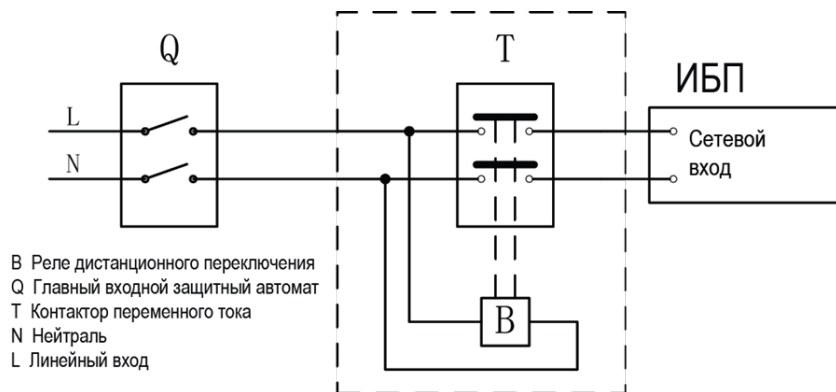 Q
T
ИБП
L
Сетевой
вход
N
B Реле дистанционного переключения
Q Главный входной защитный автомат
T Контактор переменного тока
N Нейтраль
L Линейный вход
B